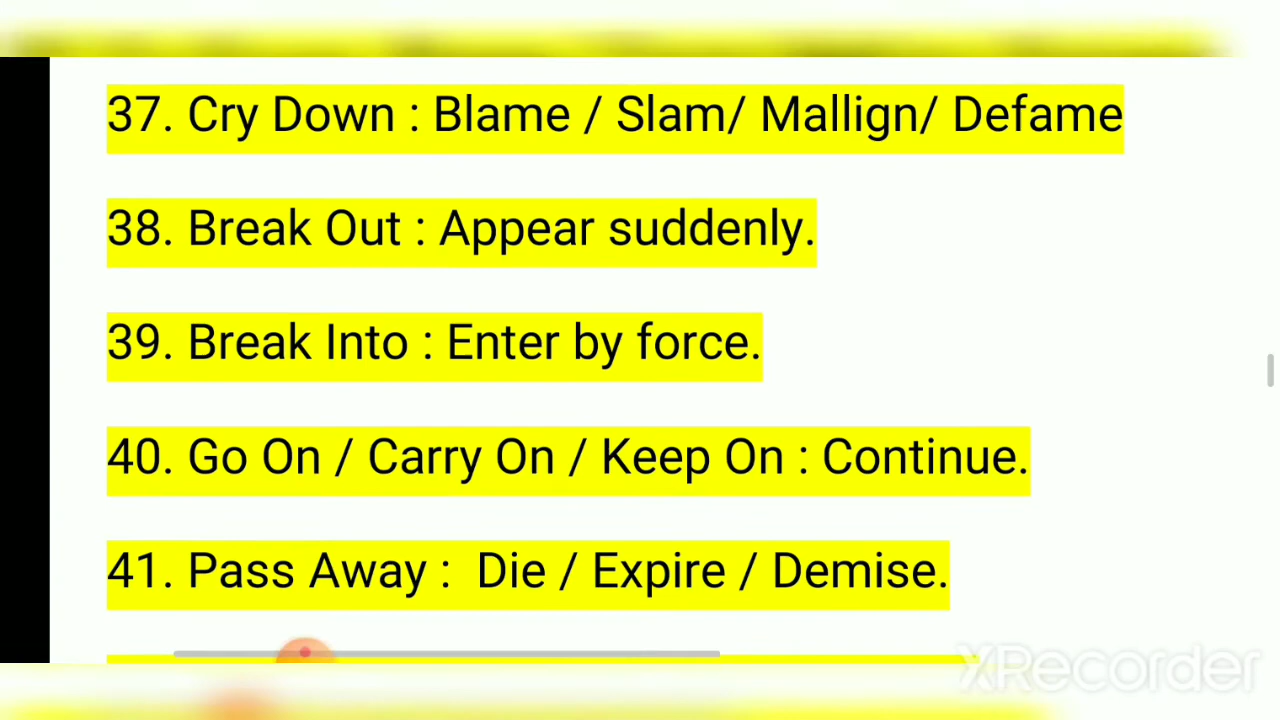 37. Cry Down : Blame / Slam/ Mallign/ Defame
38. Break Out : Appear suddenly.
39. Break Into : Enter by force.
40. Go On / Carry On / Keep On : Continue.
41. Pass Away :  Die / Expire / Demise.
XRecorder